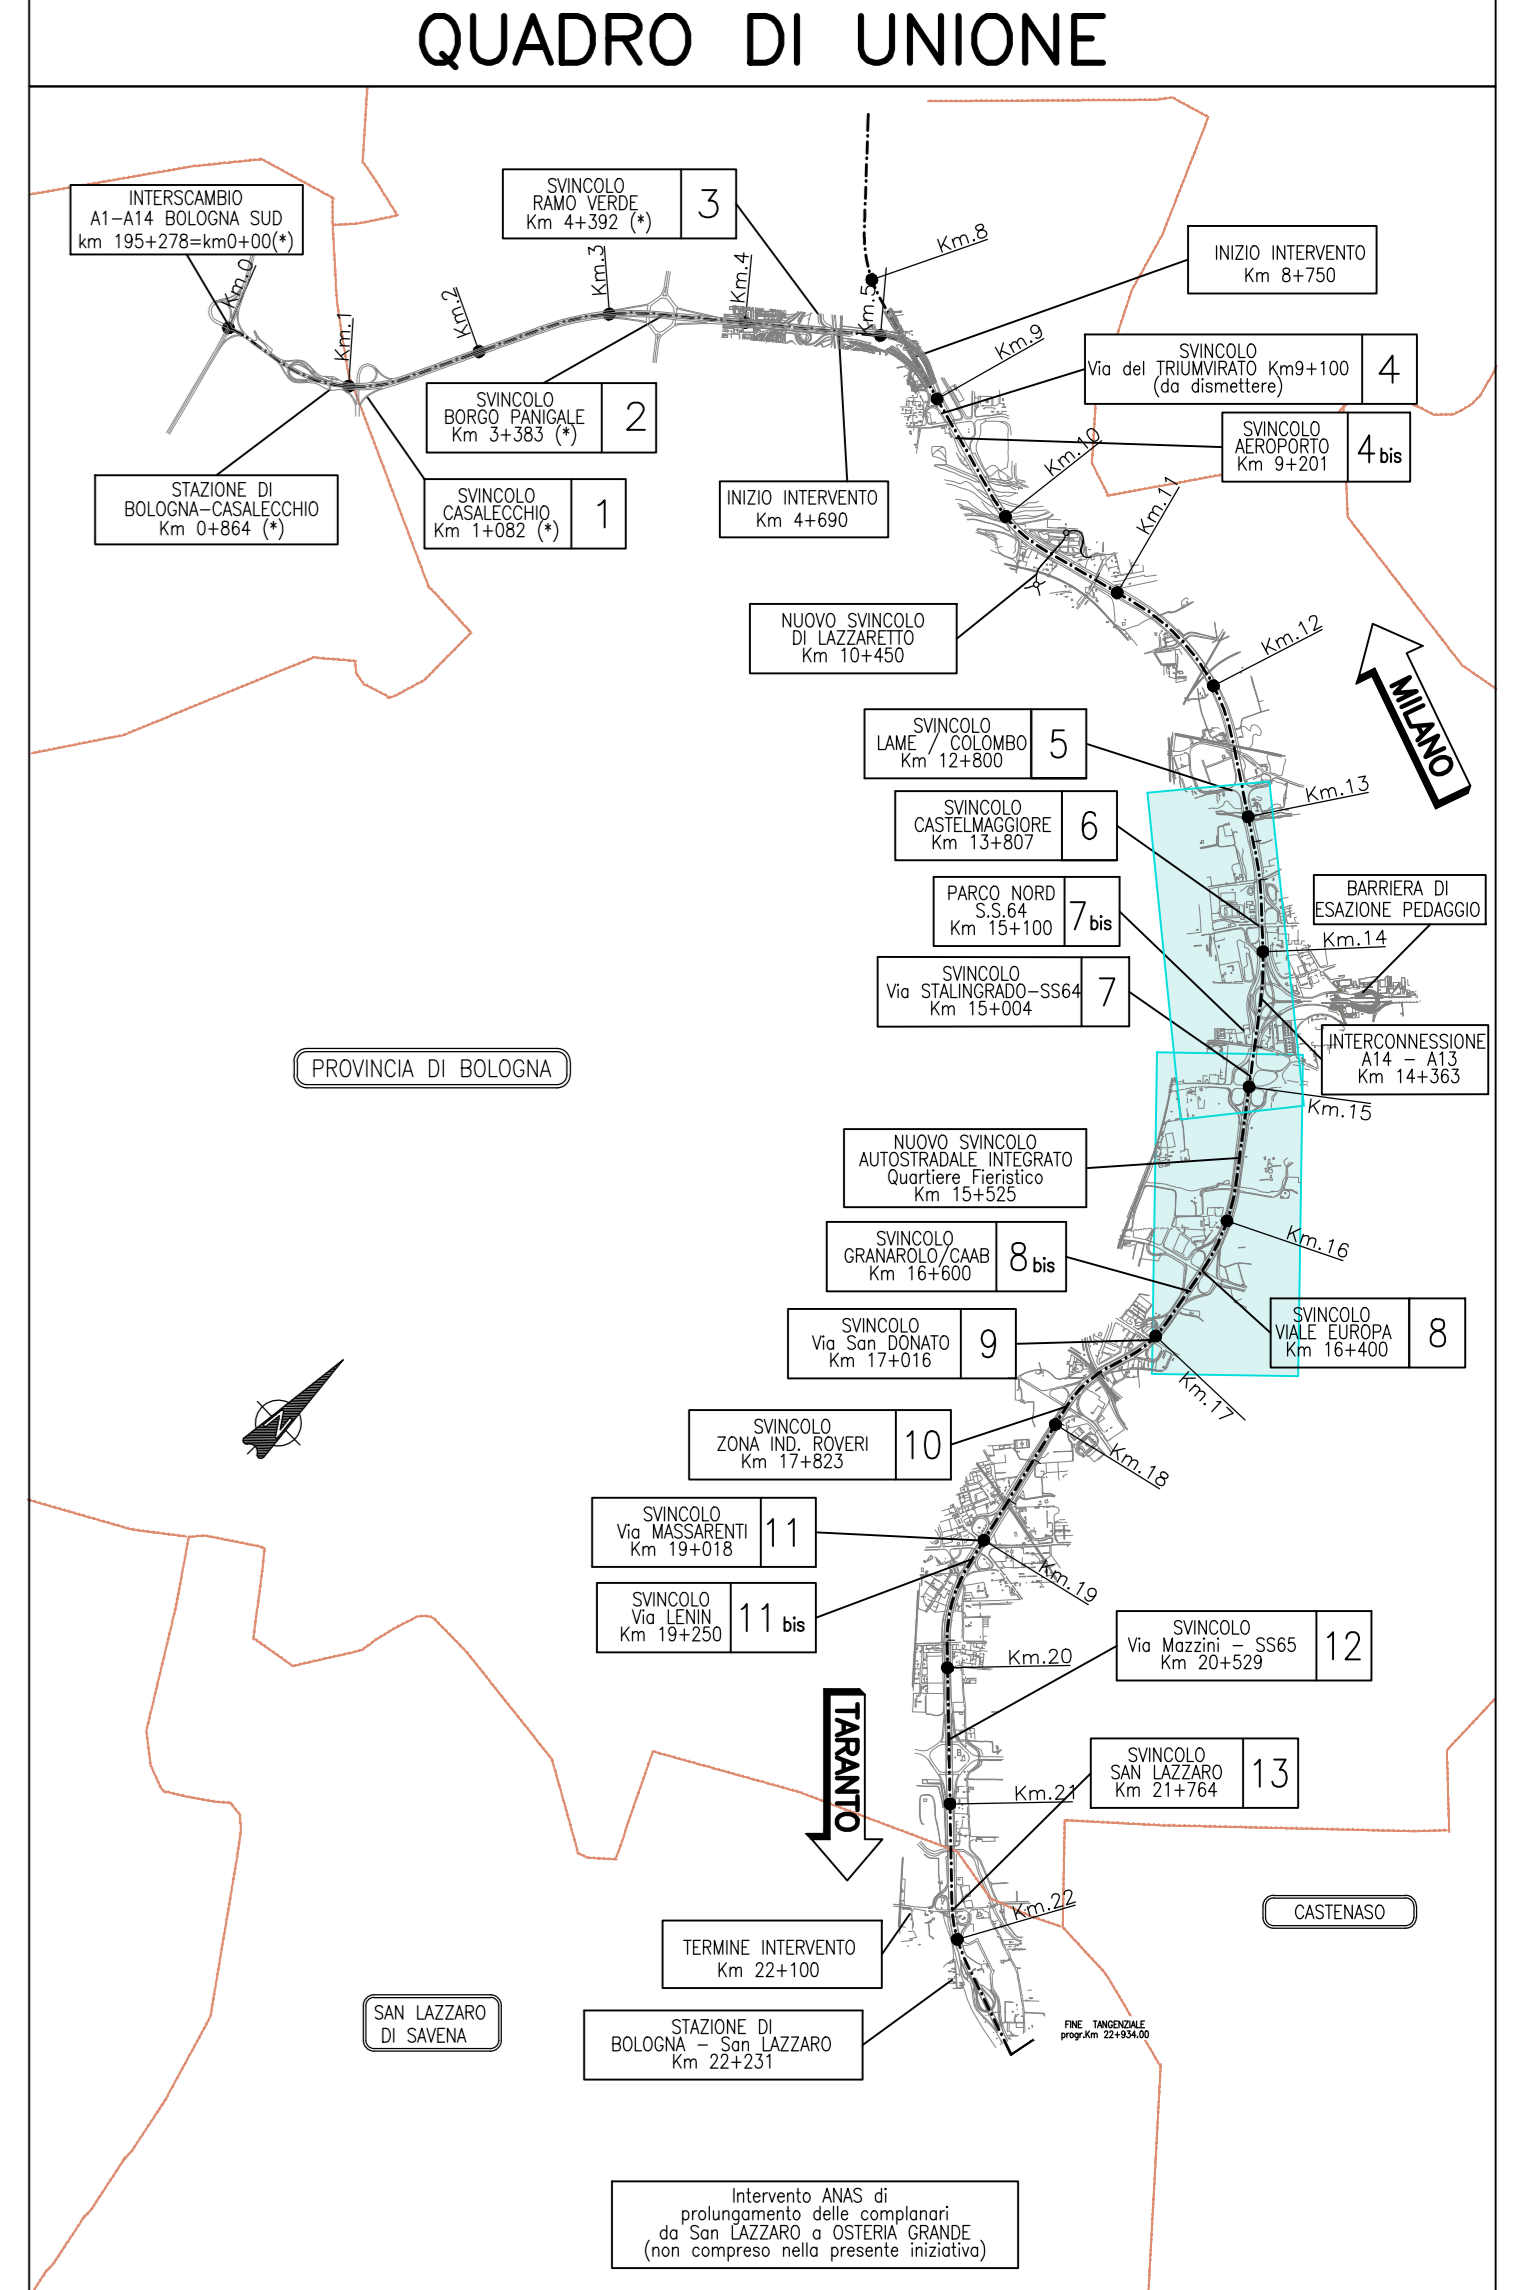 QUADRO DI UNIONE
INTERSCAMBIO
A1-A14 BOLOGNA SUD
km 195+278=km0+00(*)
SVINCOLO
RAMO VERDE
Km 4+392 (*)
3
Km.8
INIZIO INTERVENTO
Km 8+750
Km.0
Km.1
Km.2
Km.3
Km.4
Km.5
Km.9
SVINCOLO
Via del TRIUMVIRATO Km9+100
(da dismettere)
4
SVINCOLO
BORGO PANIGALE
Km 3+383 (*)
2
SVINCOLO
AEROPORTO
Km 9+201
4 bis
Km.10
STAZIONE DI
BOLOGNA-CASALECCHIO
Km 0+864 (*)
SVINCOLO
CASALECCHIO
Km 1+082 (*)
1
INIZIO INTERVENTO
Km 4+690
Km.11
NUOVO SVINCOLO
DI LAZZARETTO
Km 10+450
Km.12
MILANO
SVINCOLO
LAME / COLOMBO
Km 12+800
5
Km.13
SVINCOLO
CASTELMAGGIORE
Km 13+807
6
PARCO NORD
S.S.64
Km 15+100
7 bis
BARRIERA DI
ESAZIONE PEDAGGIO
Km.14
SVINCOLO
Via STALINGRADO-SS64
Km 15+004
7
INTERCONNESSIONE
A14 - A13
Km 14+363
PROVINCIA DI BOLOGNA
Km.15
NUOVO SVINCOLO
AUTOSTRADALE INTEGRATO
Quartiere Fieristico
Km 15+525
Km.16
SVINCOLO
GRANAROLO/CAAB
Km 16+600
8 bis
SVINCOLO
VIALE EUROPA
Km 16+400
8
SVINCOLO
Via San DONATO
Km 17+016
9
Km.17
SVINCOLO
ZONA IND. ROVERI
Km 17+823
10
Km.18
SVINCOLO
Via MASSARENTI
Km 19+018
11
Km.19
SVINCOLO
Via LENIN
Km 19+250
11 bis
SVINCOLO
Via Mazzini - SS65
Km 20+529
12
Km.20
TARANTO
SVINCOLO
SAN LAZZARO
Km 21+764
13
Km.21
Km.22
CASTENASO
TERMINE INTERVENTO
Km 22+100
SAN LAZZARO
DI SAVENA
STAZIONE DI
BOLOGNA - San LAZZARO
Km 22+231
FINE TANGENZIALE
progr.Km 22+934.00
Intervento ANAS di
prolungamento delle complanari
da San LAZZARO a OSTERIA GRANDE
(non compreso nella presente iniziativa)